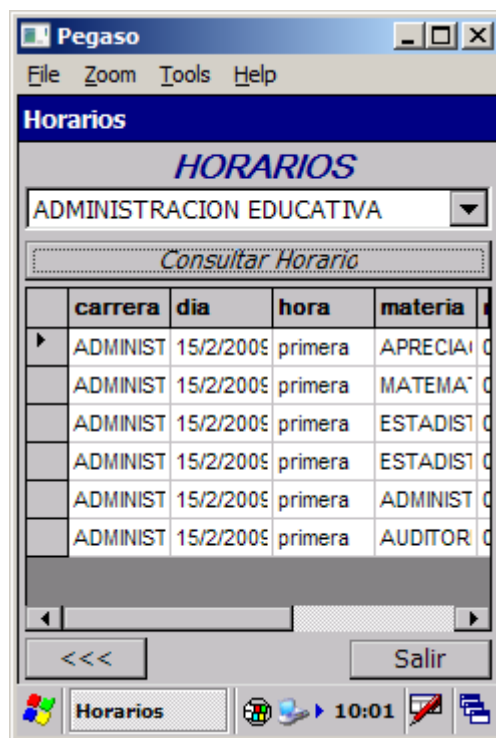 Pegaso
File Zoom Tools Help
Horarios
HORARIOS
ADMINISTRACION EDUCATIVA
Consultar Horario
carrera dia hora materia
ADMINIST 15/2/2009 primera APRECIA
ADMINIST 15/2/2009 primera MATEMAT
ADMINIST 15/2/2009 primera ESTADIST
ADMINIST 15/2/2009 primera ESTADIST
ADMINIST 15/2/2009 primera ADMINIST
ADMINIST 15/2/2009 primera AUDITOR
<<< Salir
Horarios 10:01